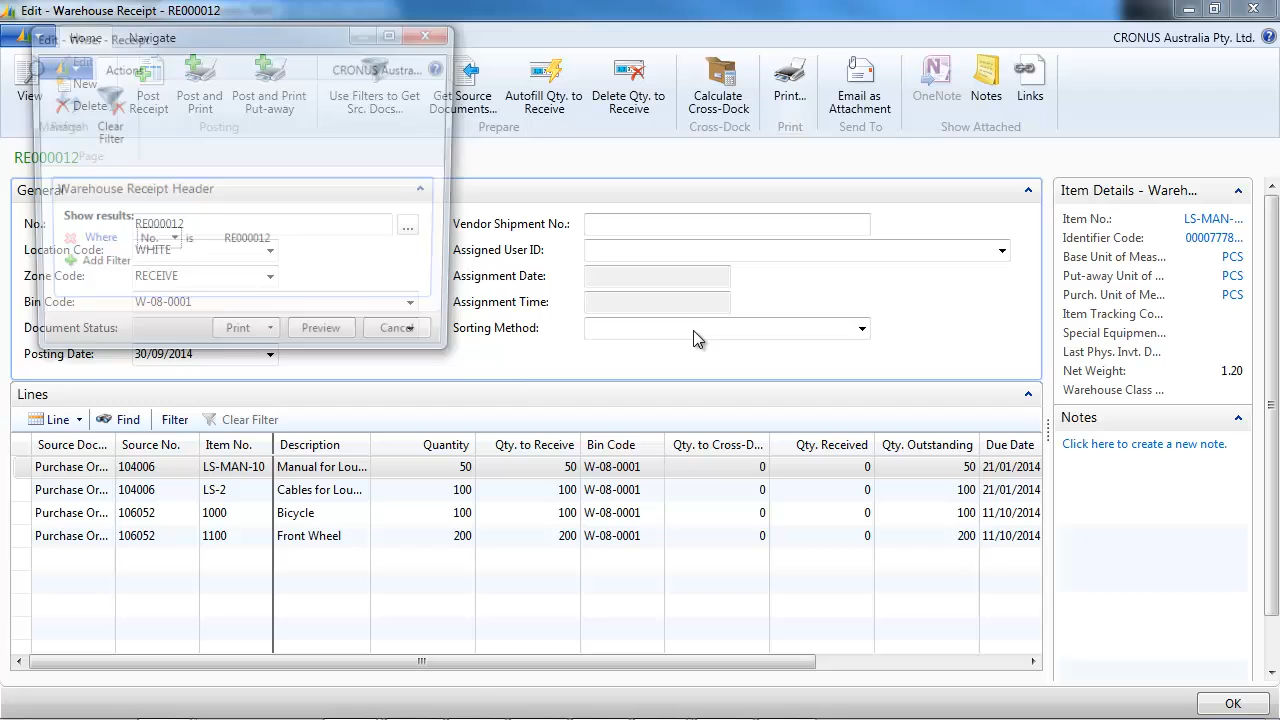 Edit - Warehouse Receipt - RE000012
Home Navigate
CRONUS Australia Pty. Ltd.
View
Post Receipt
Post and Print
Post and Print Put-away
Use Filters to Get Src. Docs...
Get Source Documents...
Autofill Qty. to Receive
Delete Qty. to Receive
Calculate Cross-Dock
Print...
Email as Attachment
OneNote
Notes
Links
Posting
Prepare
Cross-Dock
Print
Send To
Show Attached
Edit
New
Delete
Clear Filter
Actions
CRONUS Austra...
Page
RE000012
General
Warehouse Receipt Header
Show results:
Where No. is RE000012
Add Filter
Print Preview Cancel
No.: RE000012 ...
Location Code: WHITE
Zone Code: RECEIVE
Bin Code: W-08-0001
Document Status:
Posting Date: 30/09/2014
Vendor Shipment No.:
Assigned User ID:
Assignment Date:
Assignment Time:
Sorting Method:
Lines
Line Find Filter Clear Filter
Source Doc... Source No. Item No. Description Quantity Qty. to Receive Bin Code Qty. to Cross-D... Qty. Received Qty. Outstanding Due Date
Purchase Or... 104006 LS-MAN-10 Manual for Lou... 50 50 W-08-0001 0 0 50 21/01/2014
Purchase Or... 104006 LS-2 Cables for Lou... 100 100 W-08-0001 0 0 100 21/01/2014
Purchase Or... 106052 1000 Bicycle 100 100 W-08-0001 0 0 100 11/10/2014
Purchase Or... 106052 1100 Front Wheel 200 200 W-08-0001 0 0 200 11/10/2014
Item Details - Wareh...
Item No.: LS-MAN-...
Identifier Code: 00007778...
Base Unit of Meas... PCS
Put-away Unit of ... PCS
Purch. Unit of Me... PCS
Item Tracking Co...
Special Equipmen...
Last Phys. Invt. D...
Net Weight: 1.20
Warehouse Class ...
Notes
Click here to create a new note.
OK